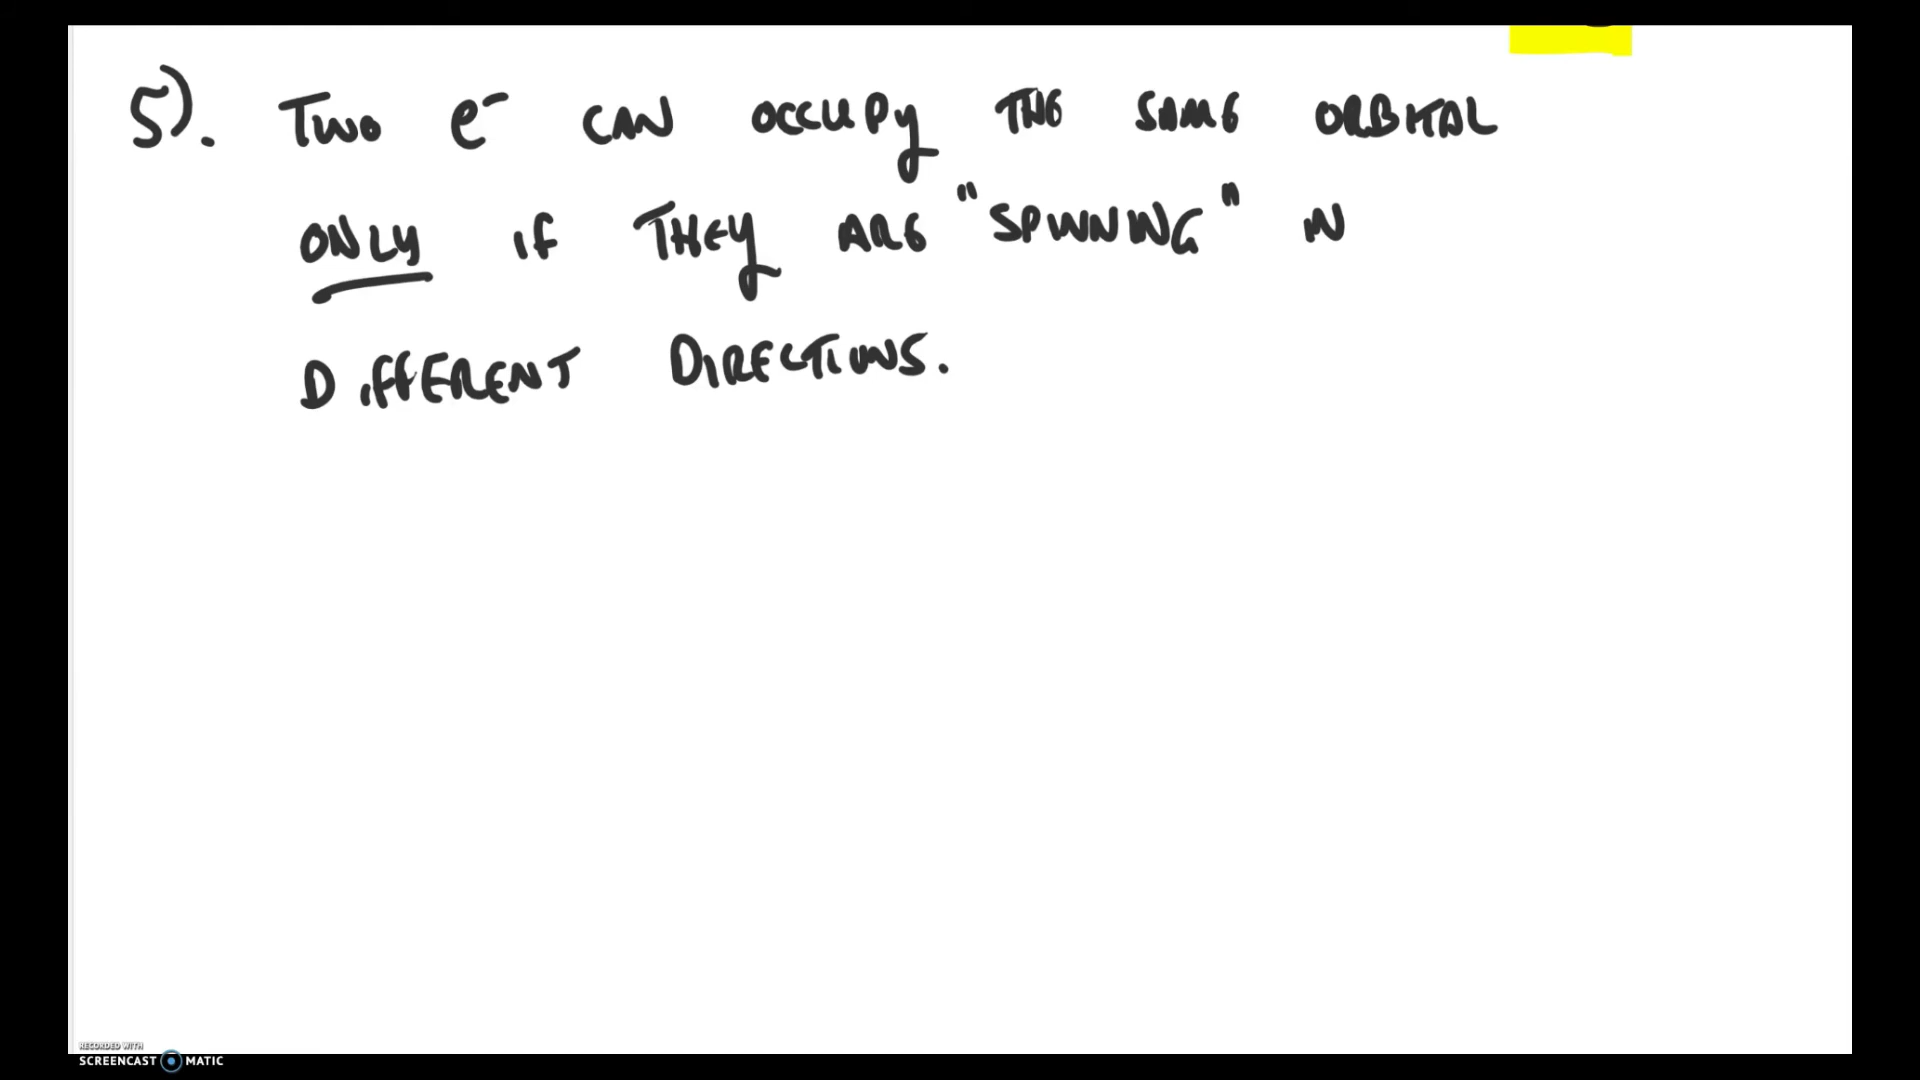 5). TWO e⁻ CAN OCCUPY THE SAME ORBITAL
ONLY IF THEY ARE "SPINNING" IN
DIFFERENT DIRECTIONS.
RECORDED WITH
SCREENCAST MATIC